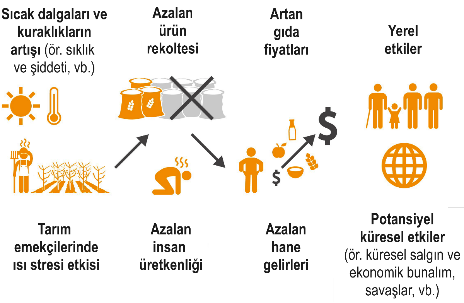 Sıcak dalgaları ve
kuraklıkların
artışı (ör. sıklık
ve şiddeti, vb.)
Azalan
ürün
rekoltesi
Artan
gıda
fiyatları
Yerel
etkiler
$
$
Tarım
emekçilerinde
ısı stresi etkisi
Azalan
insan
üretkenliği
Azalan
hane
gelirleri
Potansiyel
küresel etkiler
(ör. küresel salgın ve
ekonomik bunalım,
savaşlar, vb.)